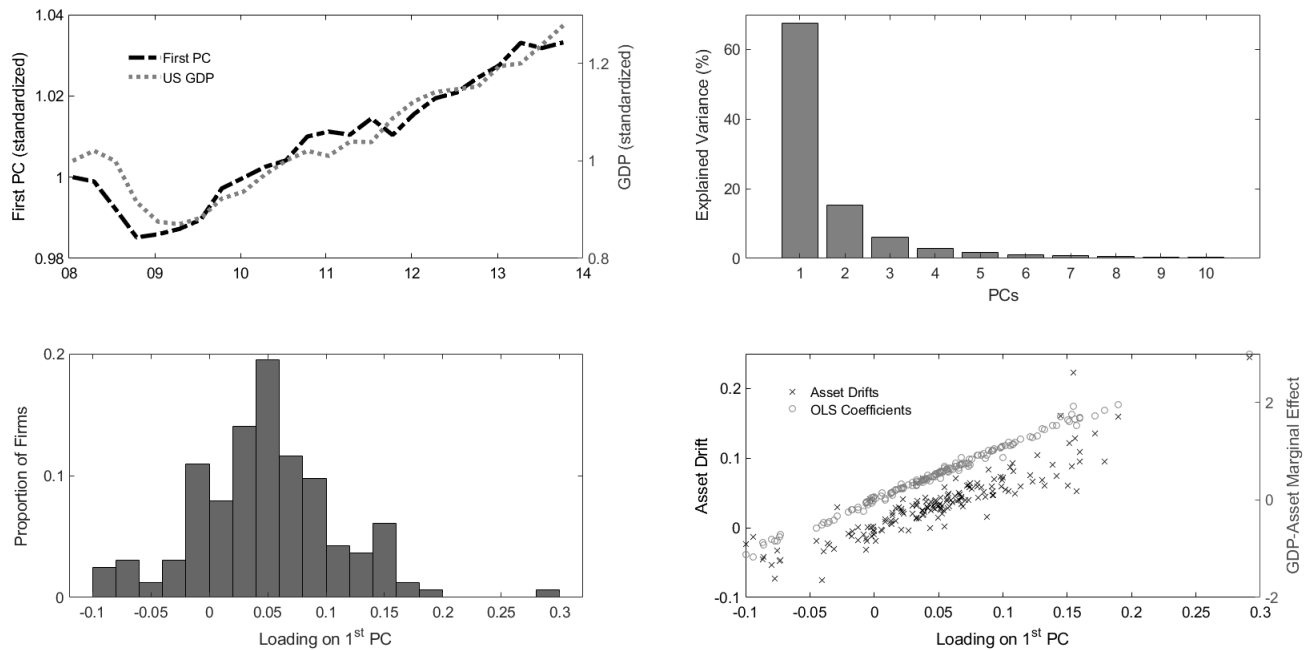 1.04
1.02
1
0.98
First PC (standardized)
First PC
US GDP
1.2
1
0.8
GDP (standardized)
08 09 10 11 12 13 14
60
40
20
0
Explained Variance (%)
1 2 3 4 5 6 7 8 9 10
PCs
0.2
0.1
0
Proportion of Firms
-0.1 -0.05 0 0.05 0.1 0.15 0.2 0.25 0.3
Loading on 1st PC
0.2
0.1
0
-0.1
Asset Drift
Asset Drifts
OLS Coefficients
2
0
-2
GDP-Asset Marginal Effect
-0.1 -0.05 0 0.05 0.1 0.15 0.2 0.25 0.3
Loading on 1st PC